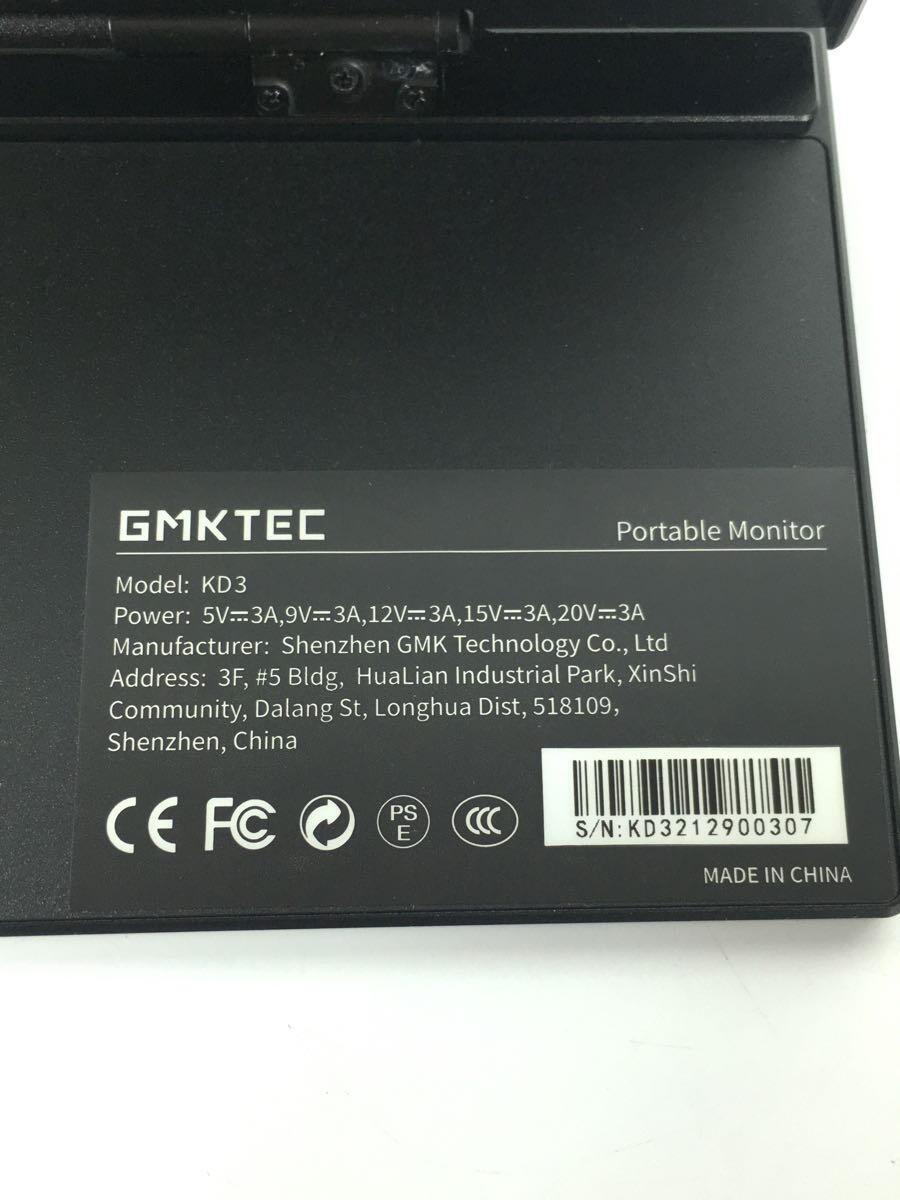 GMKTEC
Portable Monitor
Model: KD3
Power: 5V⎓3A,9V⎓3A,12V⎓3A,15V⎓3A,20V⎓3A
Manufacturer: Shenzhen GMK Technology Co., Ltd
Address: 3F, #5 Bldg, HuaLian Industrial Park, XinShi
Community, Dalang St, Longhua Dist, 518109,
Shenzhen, China
CE FC PS E CCC
S/N:KD3212900307
MADE IN CHINA